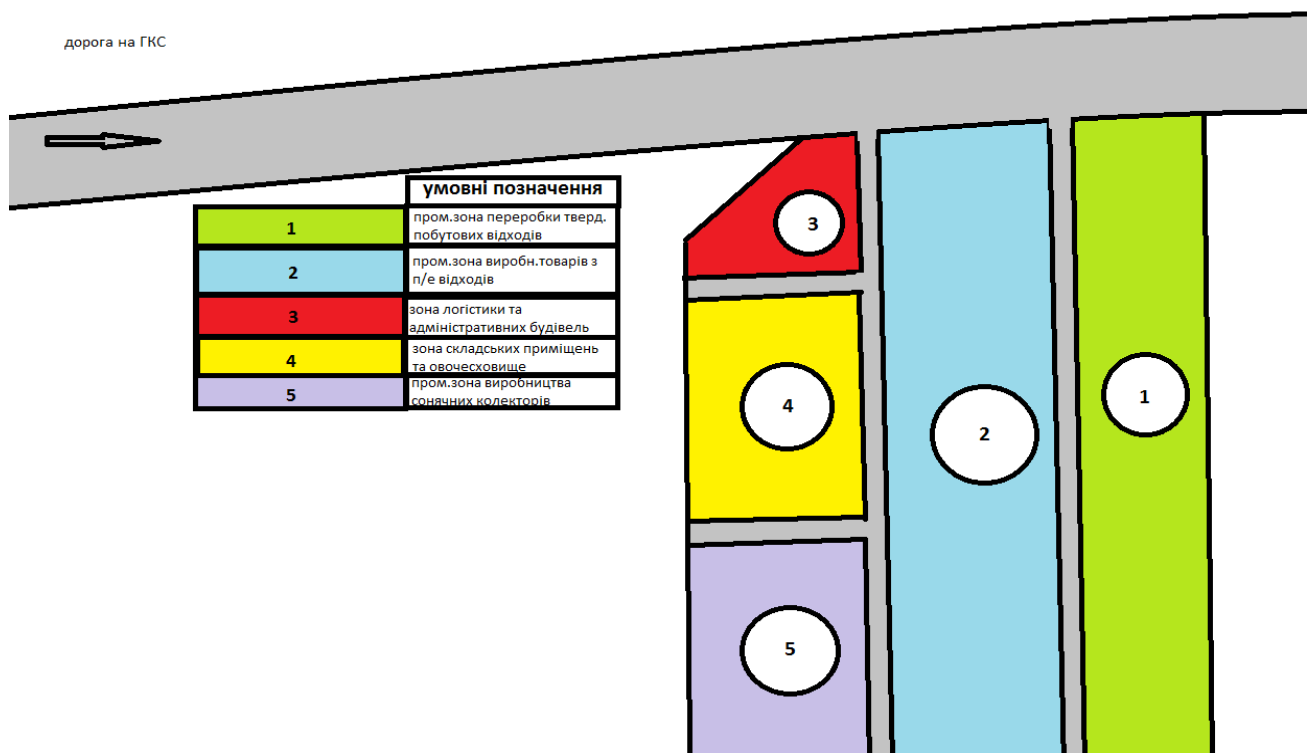 дорога на ГКС
умовні позначення
1
пром.зона переробки тверд.
побутових відходів
2
пром.зона виробн.товарів з
п/е відходів
3
зона логістики та
адміністративних будівель
4
зона складських приміщень
та овочесховище
5
пром.зона виробництва
сонячних колекторів
3
4
2
1
5